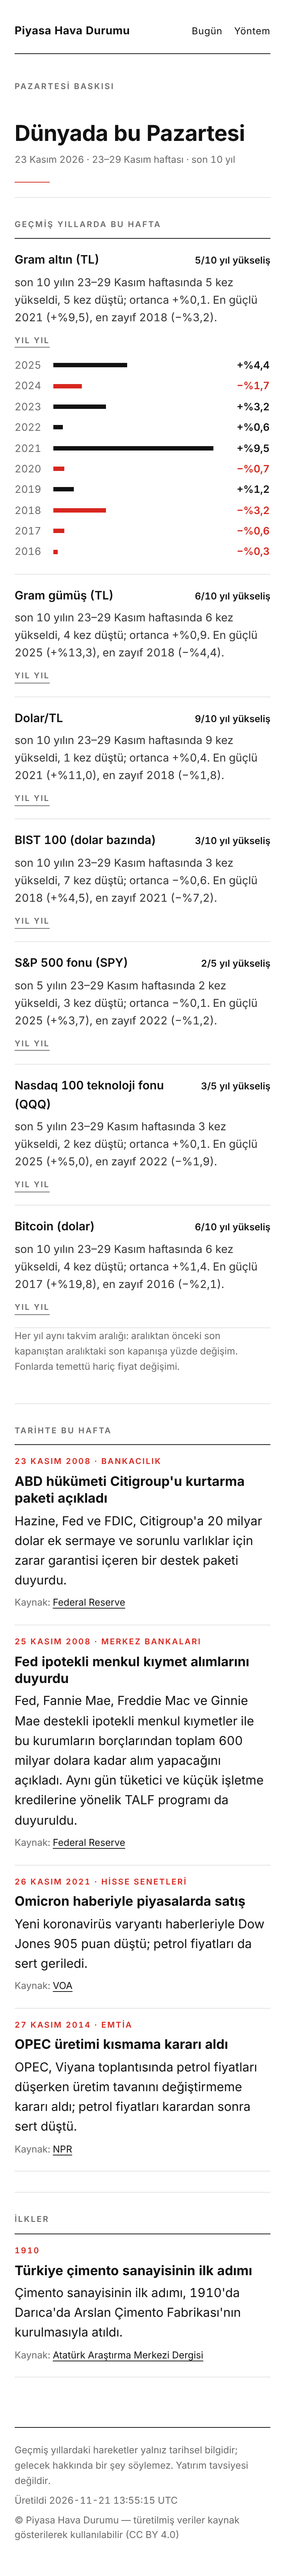 Piyasa Hava Durumu
Bugün Yöntem
PAZARTESİ BASKISI
Dünyada bu Pazartesi
23 Kasım 2026 · 23–29 Kasım haftası · son 10 yıl
GEÇMİŞ YILLARDA BU HAFTA
Gram altın (TL) 5/10 yıl yükseliş
son 10 yılın 23–29 Kasım haftasında 5 kez
yükseldi, 5 kez düştü; ortanca +%0,1. En güçlü
2021 (+%9,5), en zayıf 2018 (−%3,2).
YIL YIL
2025 +%4,4
2024 −%1,7
2023 +%3,2
2022 +%0,6
2021 +%9,5
2020 −%0,7
2019 +%1,2
2018 −%3,2
2017 −%0,6
2016 −%0,3
Gram gümüş (TL) 6/10 yıl yükseliş
son 10 yılın 23–29 Kasım haftasında 6 kez
yükseldi, 4 kez düştü; ortanca +%0,9. En güçlü
2025 (+%13,3), en zayıf 2018 (−%4,4).
YIL YIL
Dolar/TL 9/10 yıl yükseliş
son 10 yılın 23–29 Kasım haftasında 9 kez
yükseldi, 1 kez düştü; ortanca +%0,4. En güçlü
2021 (+%11,0), en zayıf 2018 (−%1,8).
YIL YIL
BIST 100 (dolar bazında) 3/10 yıl yükseliş
son 10 yılın 23–29 Kasım haftasında 3 kez
yükseldi, 7 kez düştü; ortanca −%0,6. En güçlü
2018 (+%4,5), en zayıf 2021 (−%7,2).
YIL YIL
S&P 500 fonu (SPY) 2/5 yıl yükseliş
son 5 yılın 23–29 Kasım haftasında 2 kez
yükseldi, 3 kez düştü; ortanca −%0,1. En güçlü
2025 (+%3,7), en zayıf 2022 (−%1,2).
YIL YIL
Nasdaq 100 teknoloji fonu 3/5 yıl yükseliş
(QQQ)
son 5 yılın 23–29 Kasım haftasında 3 kez
yükseldi, 2 kez düştü; ortanca +%0,1. En güçlü
2025 (+%5,0), en zayıf 2022 (−%1,9).
YIL YIL
Bitcoin (dolar) 6/10 yıl yükseliş
son 10 yılın 23–29 Kasım haftasında 6 kez
yükseldi, 4 kez düştü; ortanca +%1,4. En güçlü
2017 (+%19,8), en zayıf 2016 (−%2,1).
YIL YIL
Her yıl aynı takvim aralığı: aralıktan önceki son
kapanıştan aralıktaki son kapanışa yüzde değişim.
Fonlarda temettü hariç fiyat değişimi.
TARİHTE BU HAFTA
23 KASIM 2008 · BANKACILIK
ABD hükümeti Citigroup'u kurtarma
paketi açıkladı
Hazine, Fed ve FDIC, Citigroup'a 20 milyar
dolar ek sermaye ve sorunlu varlıklar için
zarar garantisi içeren bir destek paketi
duyurdu.
Kaynak: Federal Reserve
25 KASIM 2008 · MERKEZ BANKALARI
Fed ipotekli menkul kıymet alımlarını
duyurdu
Fed, Fannie Mae, Freddie Mac ve Ginnie
Mae destekli ipotekli menkul kıymetler ile
bu kurumların borçlarından toplam 600
milyar dolara kadar alım yapacağını
açıkladı. Aynı gün tüketici ve küçük işletme
kredilerine yönelik TALF programı da
duyuruldu.
Kaynak: Federal Reserve
26 KASIM 2021 · HİSSE SENETLERİ
Omicron haberiyle piyasalarda satış
Yeni koronavirüs varyantı haberleriyle Dow
Jones 905 puan düştü; petrol fiyatları da
sert geriledi.
Kaynak: VOA
27 KASIM 2014 · EMTİA
OPEC üretimi kısmama kararı aldı
OPEC, Viyana toplantısında petrol fiyatları
düşerken üretim tavanını değiştirmeme
kararı aldı; petrol fiyatları karardan sonra
sert düştü.
Kaynak: NPR
İLKLER
1910
Türkiye çimento sanayisinin ilk adımı
Çimento sanayisinin ilk adımı, 1910'da
Darıca'da Arslan Çimento Fabrikası'nın
kurulmasıyla atıldı.
Kaynak: Atatürk Araştırma Merkezi Dergisi
Geçmiş yıllardaki hareketler yalnız tarihsel bilgidir;
gelecek hakkında bir şey söylemez. Yatırım tavsiyesi
değildir.
Üretildi 2026-11-21 13:55:15 UTC
© Piyasa Hava Durumu — türetilmiş veriler kaynak
gösterilerek kullanılabilir (CC BY 4.0)